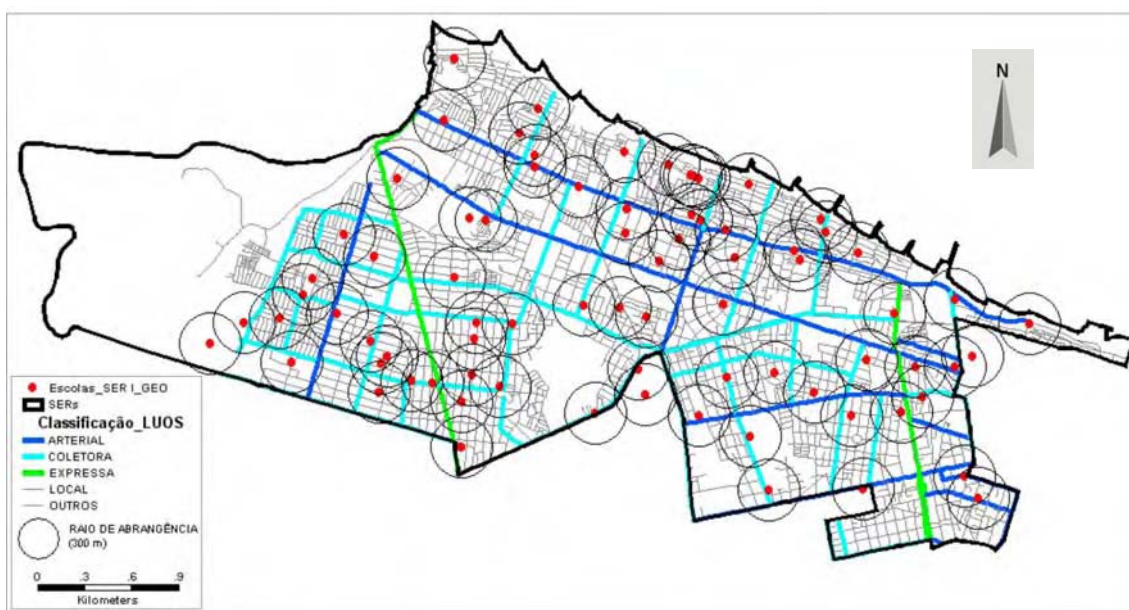 N
Escolas_SER I_GEO
SERs
Classificação_LUOS
ARTERIAL
COLETORA
EXPRESSA
LOCAL
OUTROS
RAIO DE ABRANGÊNCIA
(300 m)
0 .3 .6 .9
Kilometers